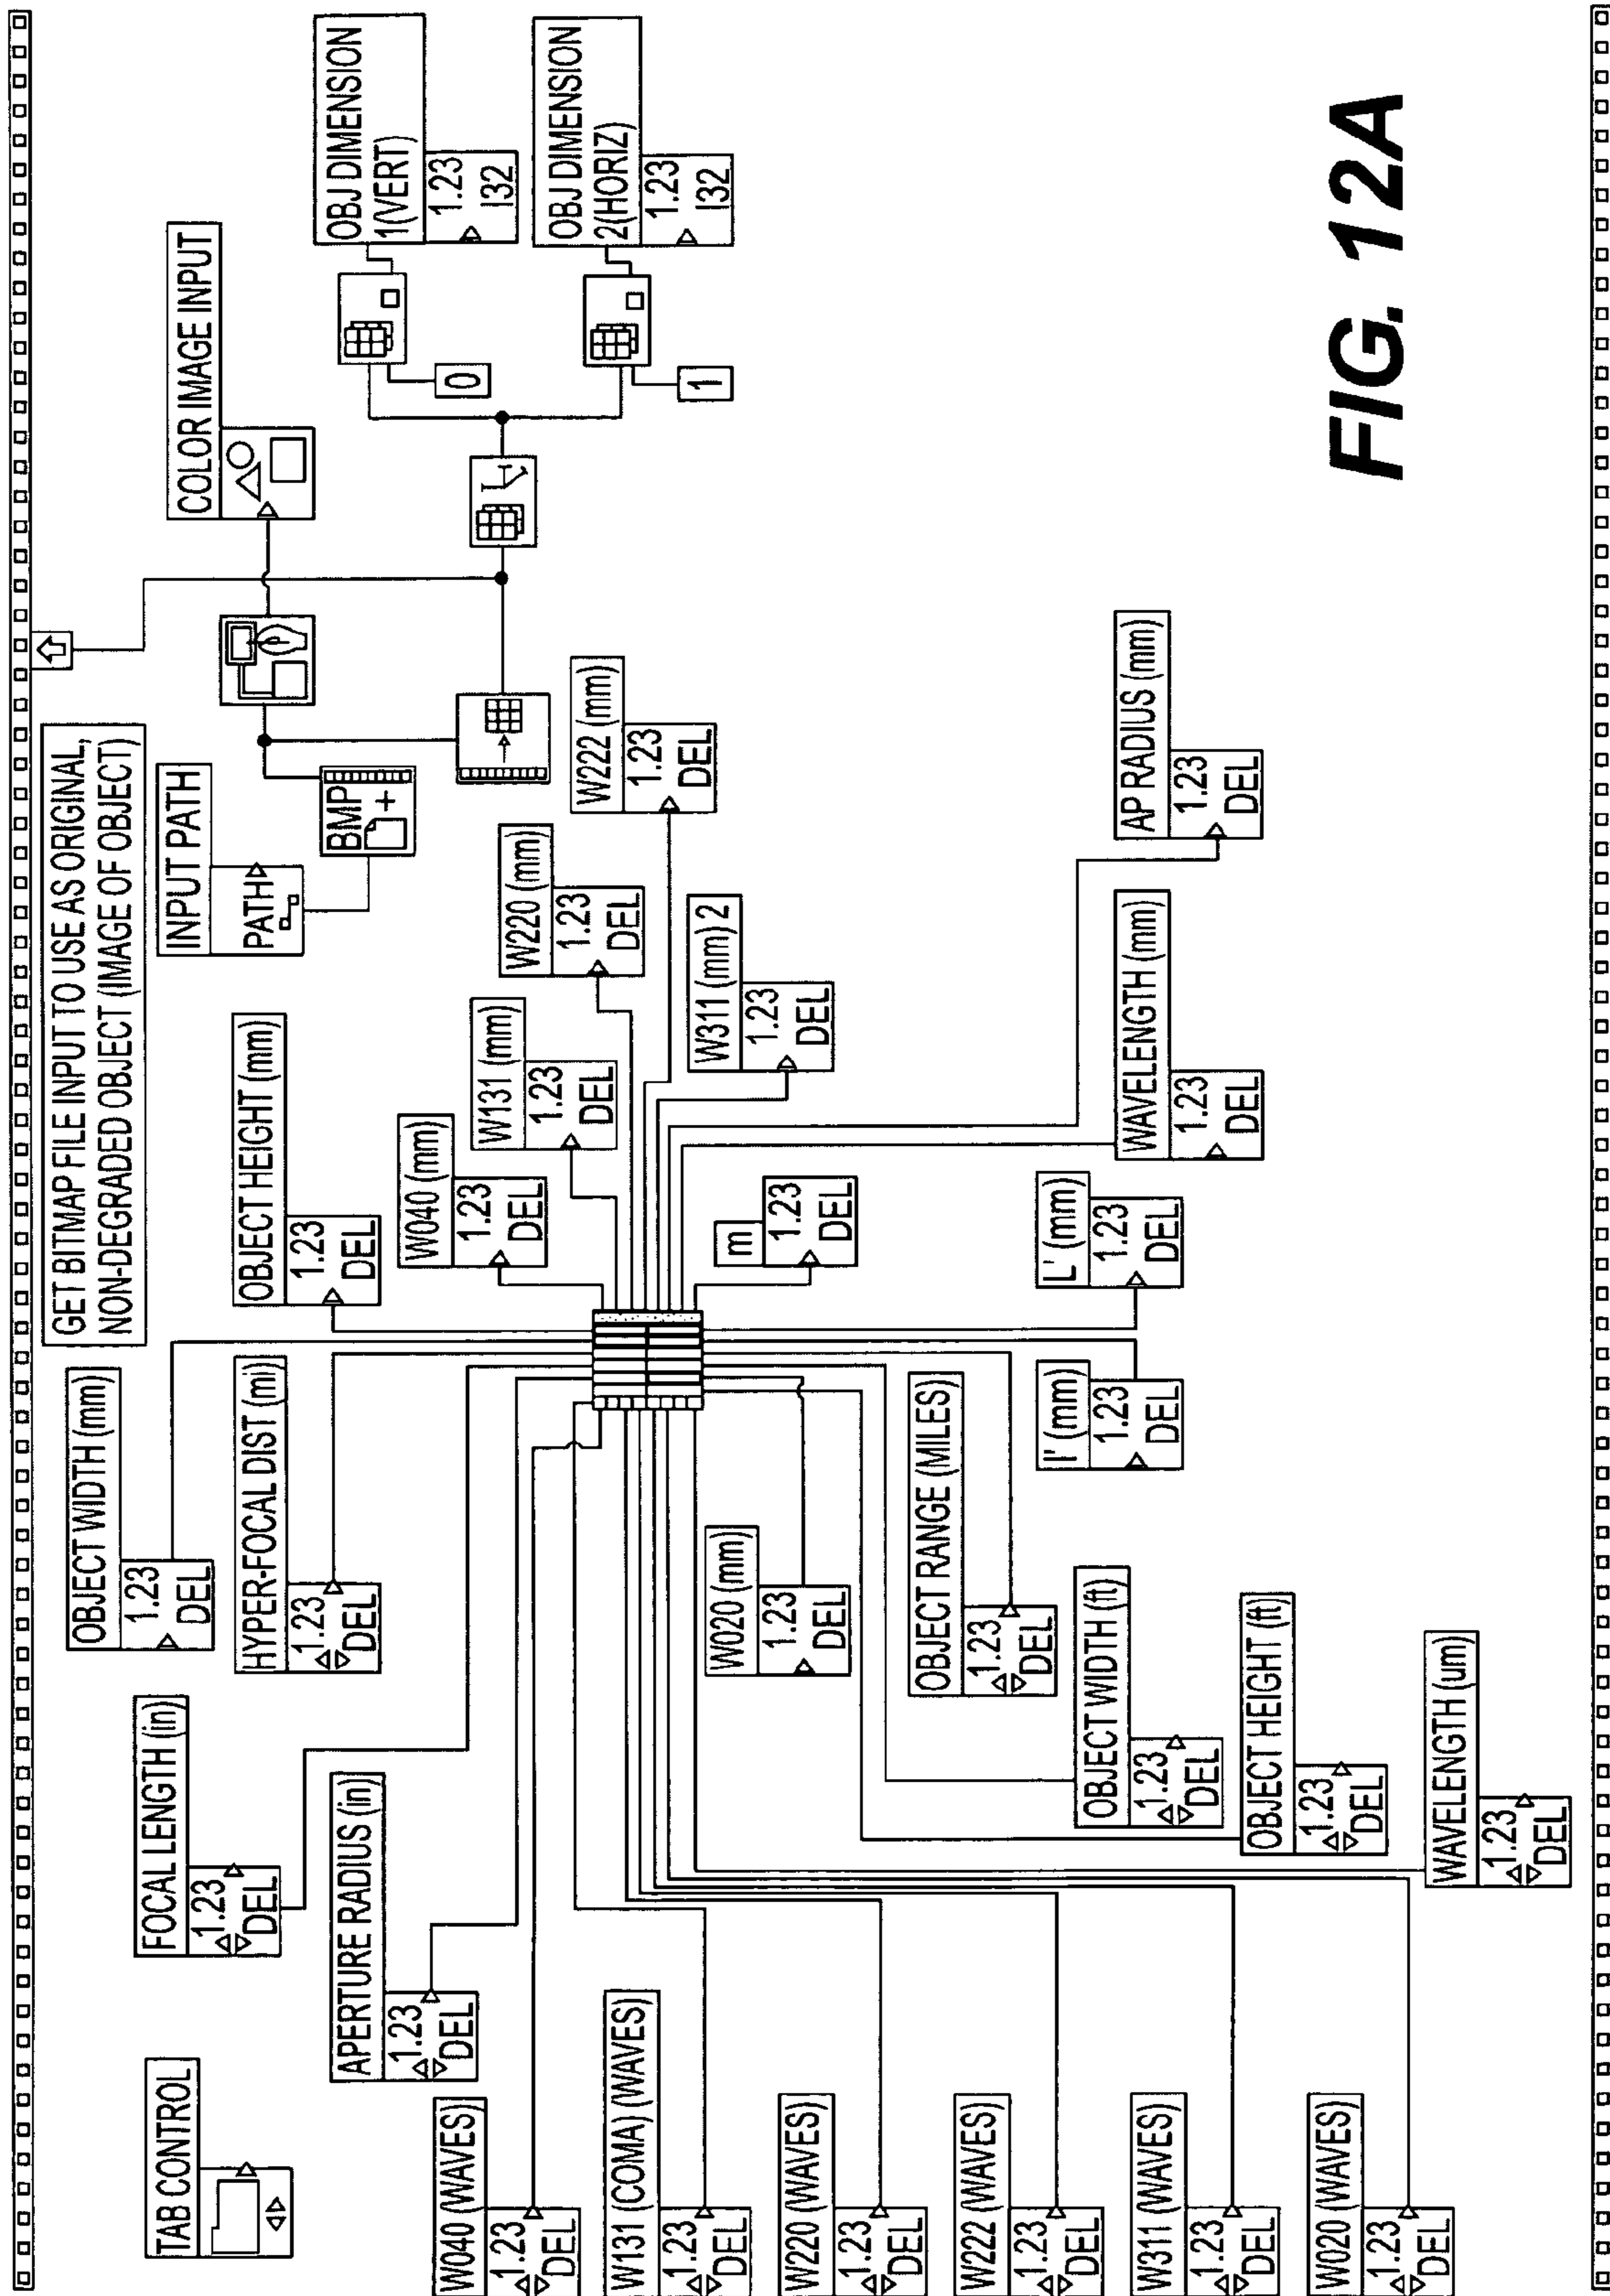 TAB CONTROL
FOCAL LENGTH (in)
1.23
DEL
OBJECT WIDTH (mm)
1.23
DEL
GET BITMAP FILE INPUT TO USE AS ORIGINAL,
NON-DEGRADED OBJECT (IMAGE OF OBJECT)
INPUT PATH
PATH
BMP
COLOR IMAGE INPUT
OBJ DIMENSION
1(VERT)
1.23
I32
0
OBJ DIMENSION
2(HORIZ)
1.23
I32
1
HYPER-FOCAL DIST (mi)
1.23
DEL
OBJECT HEIGHT (mm)
1.23
DEL
APERTURE RADIUS (in)
1.23
DEL
W040 (mm)
1.23
DEL
W131 (mm)
1.23
DEL
W220 (mm)
1.23
DEL
W222 (mm)
1.23
DEL
W311 (mm) 2
1.23
DEL
m
1.23
DEL
W040 (WAVES)
1.23
DEL
W131 (COMA) (WAVES)
1.23
DEL
W220 (WAVES)
1.23
DEL
W222 (WAVES)
1.23
DEL
W311 (WAVES)
1.23
DEL
W020 (WAVES)
1.23
DEL
W020 (mm)
1.23
DEL
OBJECT RANGE (MILES)
1.23
DEL
OBJECT WIDTH (ft)
1.23
DEL
OBJECT HEIGHT (ft)
1.23
DEL
WAVELENGTH (um)
1.23
DEL
l' (mm)
1.23
DEL
L' (mm)
1.23
DEL
WAVELENGTH (mm)
1.23
DEL
AP RADIUS (mm)
1.23
DEL
FIG. 12A